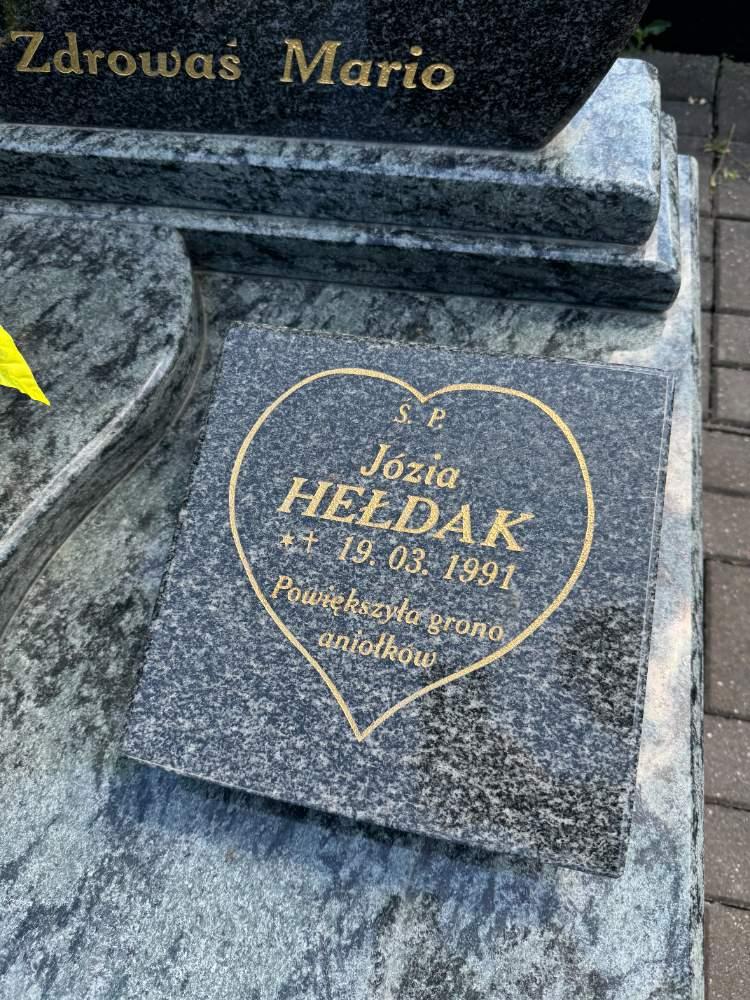 Zdrowaś Mario
Ś. P.
Józia
HEŁDAK
★✝ 19. 03. 1991
Powiększyła grono
aniołków